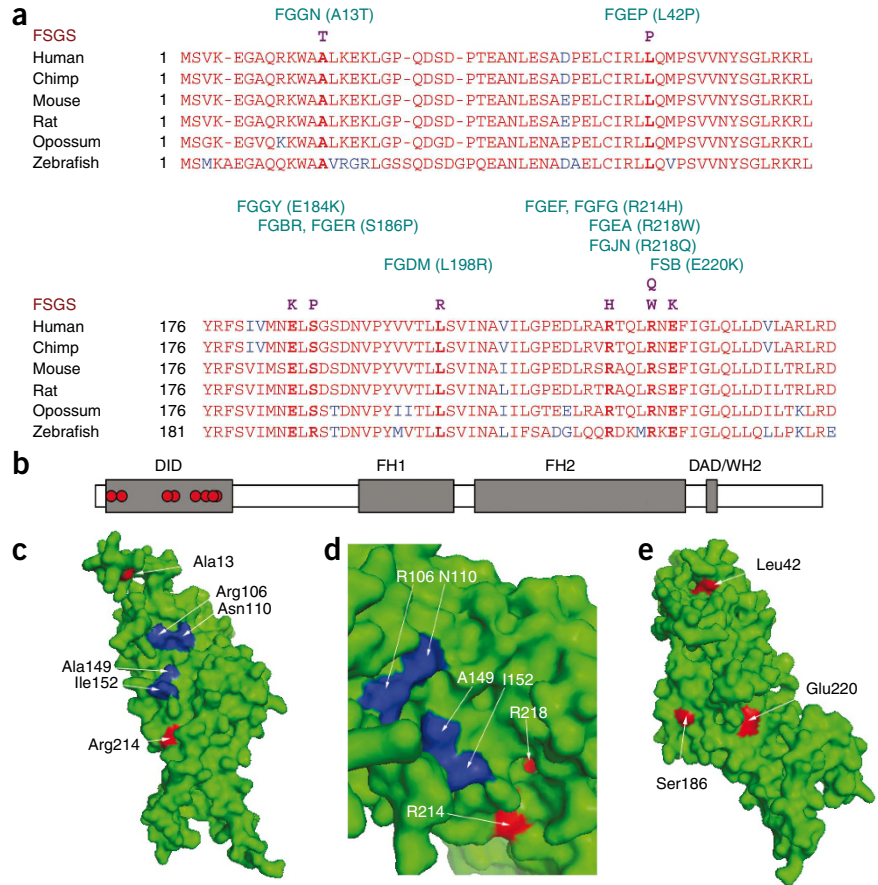 a
FGGN (A13T) FGEP (L42P)
FSGS T P
Human 1 MSVK-EGAQRKWAALKEKLGP-QDSD-PTEANLESADPELCIRLLQMPSVVNYSGLRKRL
Chimp 1 MSVK-EGAQRKWAALKEKLGP-QDSD-PTEANLESADPELCIRLLQMPSVVNYSGLRKRL
Mouse 1 MSVK-EGAQRKWAALKEKLGP-QDSD-PTEANLESAEPELCIRLLQMPSVVNYSGLRKRL
Rat 1 MSVK-EGAQRKWAALKEKLGP-QDSD-PTEANLESAEPELCIRLLQMPSVVNYSGLRKRL
Opossum 1 MSGK-EGVQKKWAALKEKLGP-QDSD-PTEANLENAEPELCIRLLQMPSVVNYSGLRKRL
Zebrafish 1 MSMKAEGAQQKWAAVRGRLGSSQDSDGPQEANLENADAELCIRLLQVPSVVNYSGLRKRL
FGGY (E184K) FGEF, FGFG (R214H)
FGBR, FGER (S186P) FGEA (R218W)
FGJN (R218Q)
FGDM (L198R) FSB (E220K)
Q
FSGS K P R H W K
Human 176 YRFSIVMNELSGSDNVPYVVTLLSVINAVILGPEDLRARTQLRNEFIGLQLLDVLARLRD
Chimp 176 YRFSIVMNELSGSDNVPYVVTLLSVINAVILGPEDLRARTQLRNEFIGLQLLDVLARLRD
Mouse 176 YRFSVIMNELSDSDNVPYVVTLLSVINAIILGPEDLRSRAQLRSEFIGLQLLDILTRLRD
Rat 176 YRFSVIMNELSDSDNVPYVVTLLSVINAIILGPEDLRTRAQLRSEFIGLQLLDILTRLRD
Opossum 176 YRFSVIMNELSSTDNVPYIITLLSVINAIILGTEELRARTQLRNEFIGLQLLDILTKLRD
Zebrafish 181 YRFSVIMNELRSTDNVPYMVTLLSVINALIFSADGLQQRDKMRKEFIGLQLLQLLPKLRE
b
DID FH1 FH2 DAD/WH2
c
Ala13
Arg106
Asn110
Ala149
Ile152
Arg214
d
R106 N110
A149 I152
R218
R214
e
Leu42
Glu220
Ser186